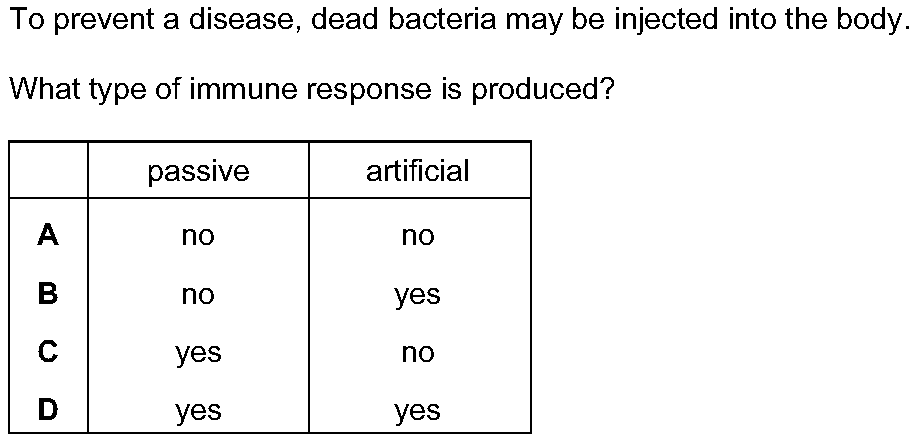 To prevent a disease, dead bacteria may be injected into the body.
What type of immune response is produced?
passive artificial
A no no
B no yes
C yes no
D yes yes